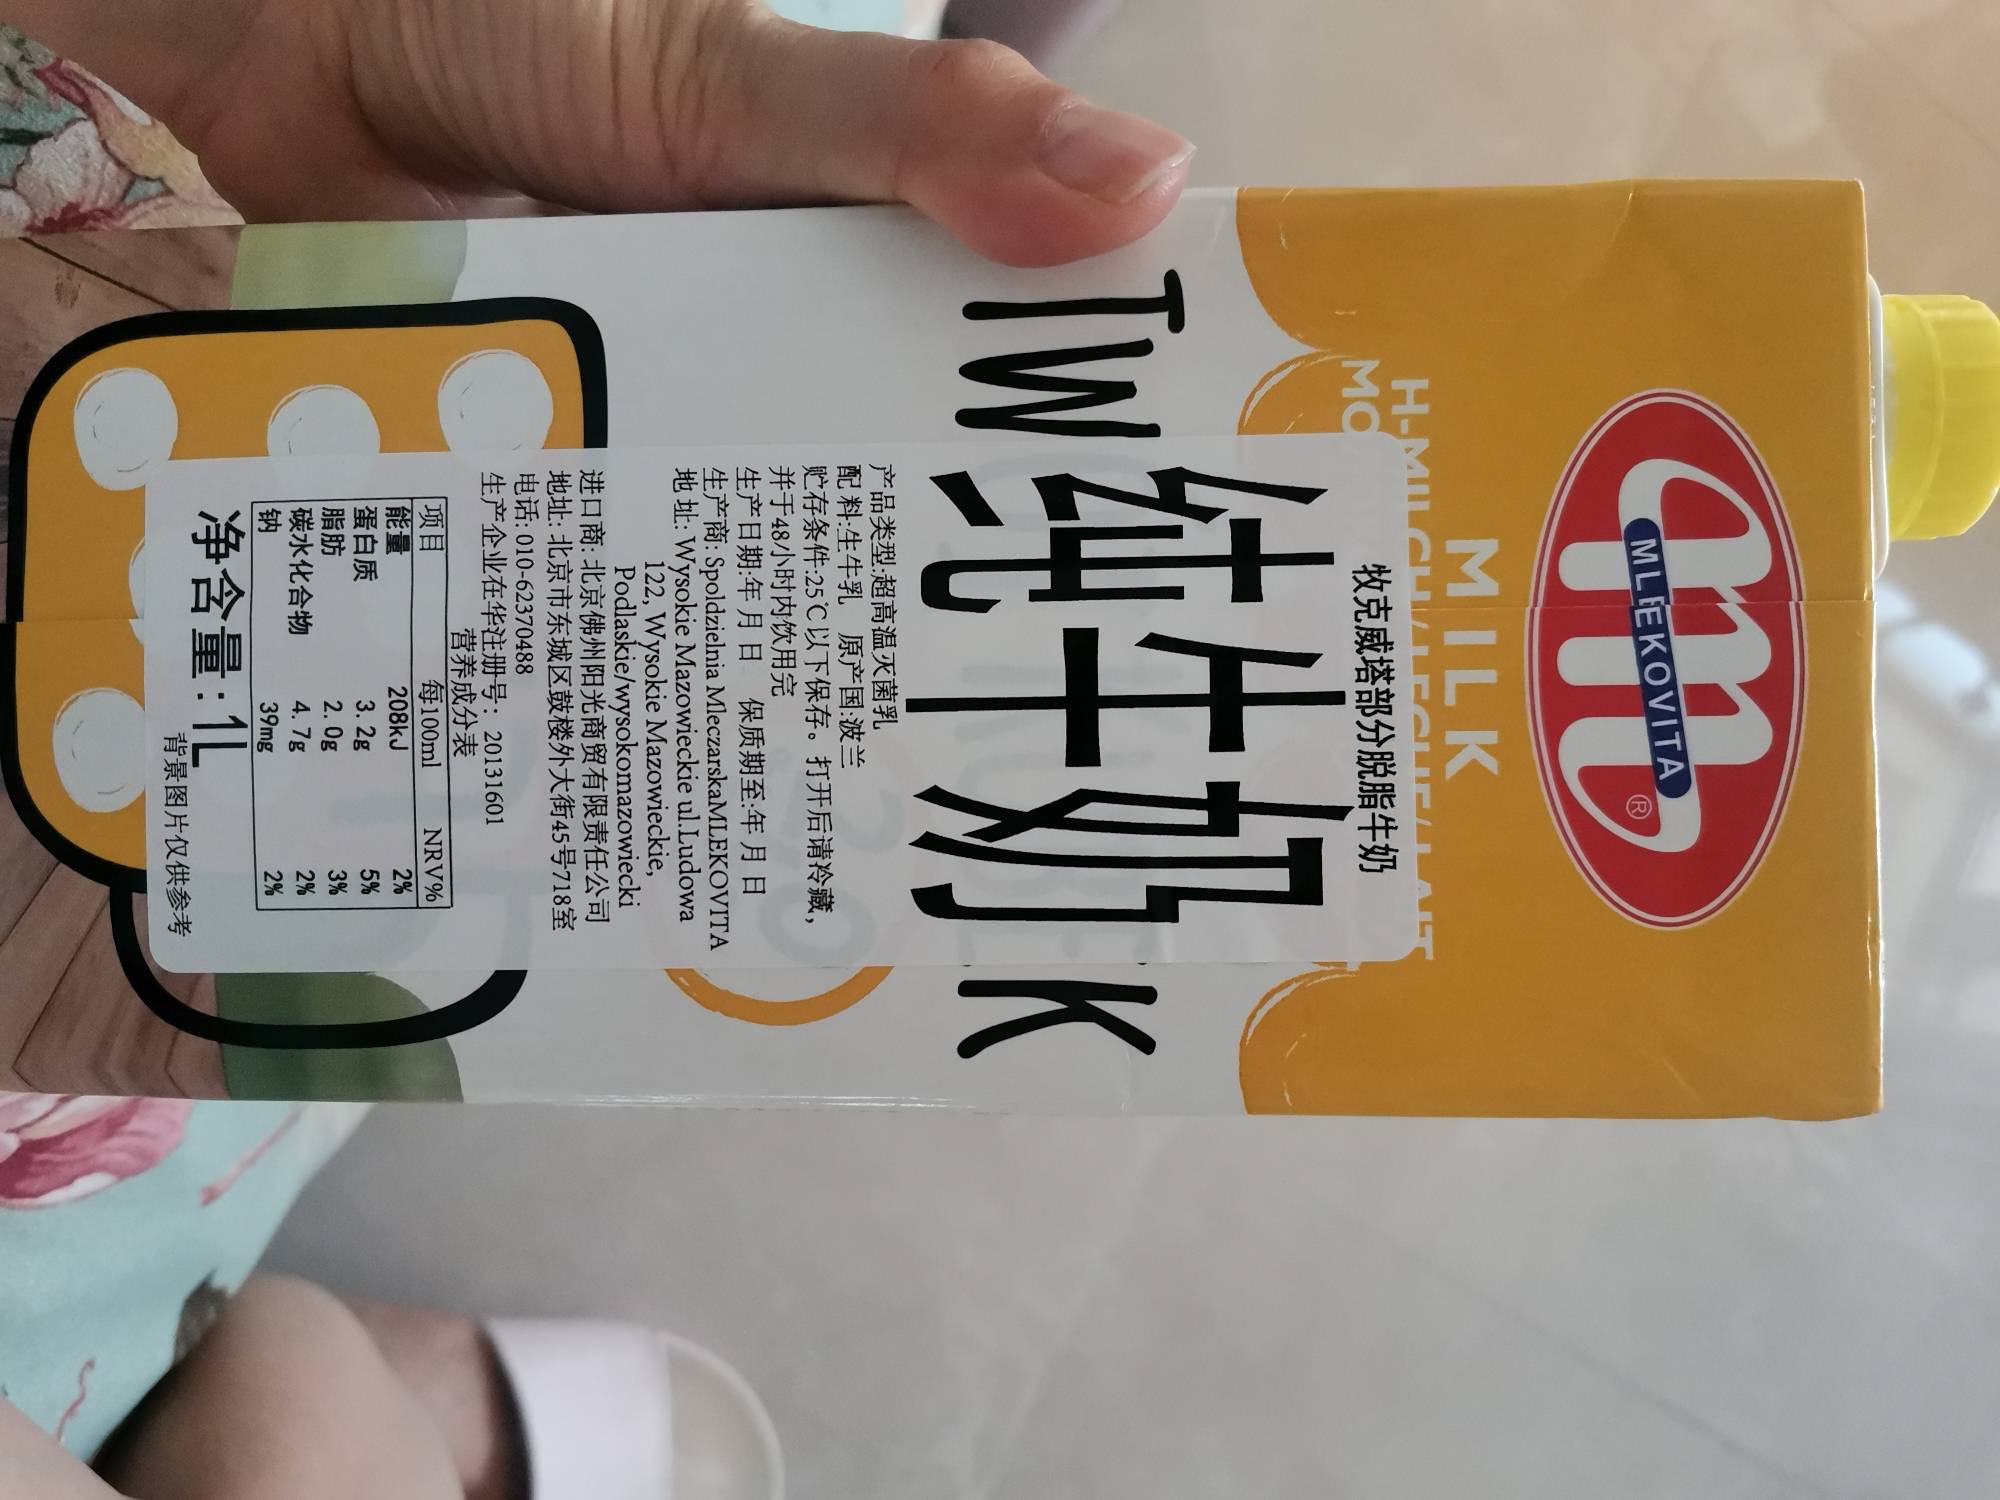 MLEKOVITA
®
MILK
牧克威塔部分脱脂牛奶
纯牛奶
产品类型:超高温灭菌乳
配料:生牛乳 原产国:波兰
贮存条件:25℃以下保存。打开后请冷藏,
并于48小时内饮用完
生产日期:年 月 日 保质期至:年 月 日
生产商: Spoldzielnia MleczarskaMLEKOVITA
地 址: Wysokie Mazowieckie ul.Ludowa
122, Wysokie Mazowieckie,
Podlaskie/wysokomazowiecki
进口商: 北京佛州阳光商贸有限责任公司
地址: 北京市东城区鼓楼外大街45号718室
电话: 010-62370488
生产企业在华注册号: 20131601
营养成分表
项目 每100ml NRV%
能量 208kJ 2%
蛋白质 3.2g 5%
脂肪 2.0g 3%
碳水化合物 4.7g 2%
钠 39mg 2%
净含量: 1L
背景图片仅供参考